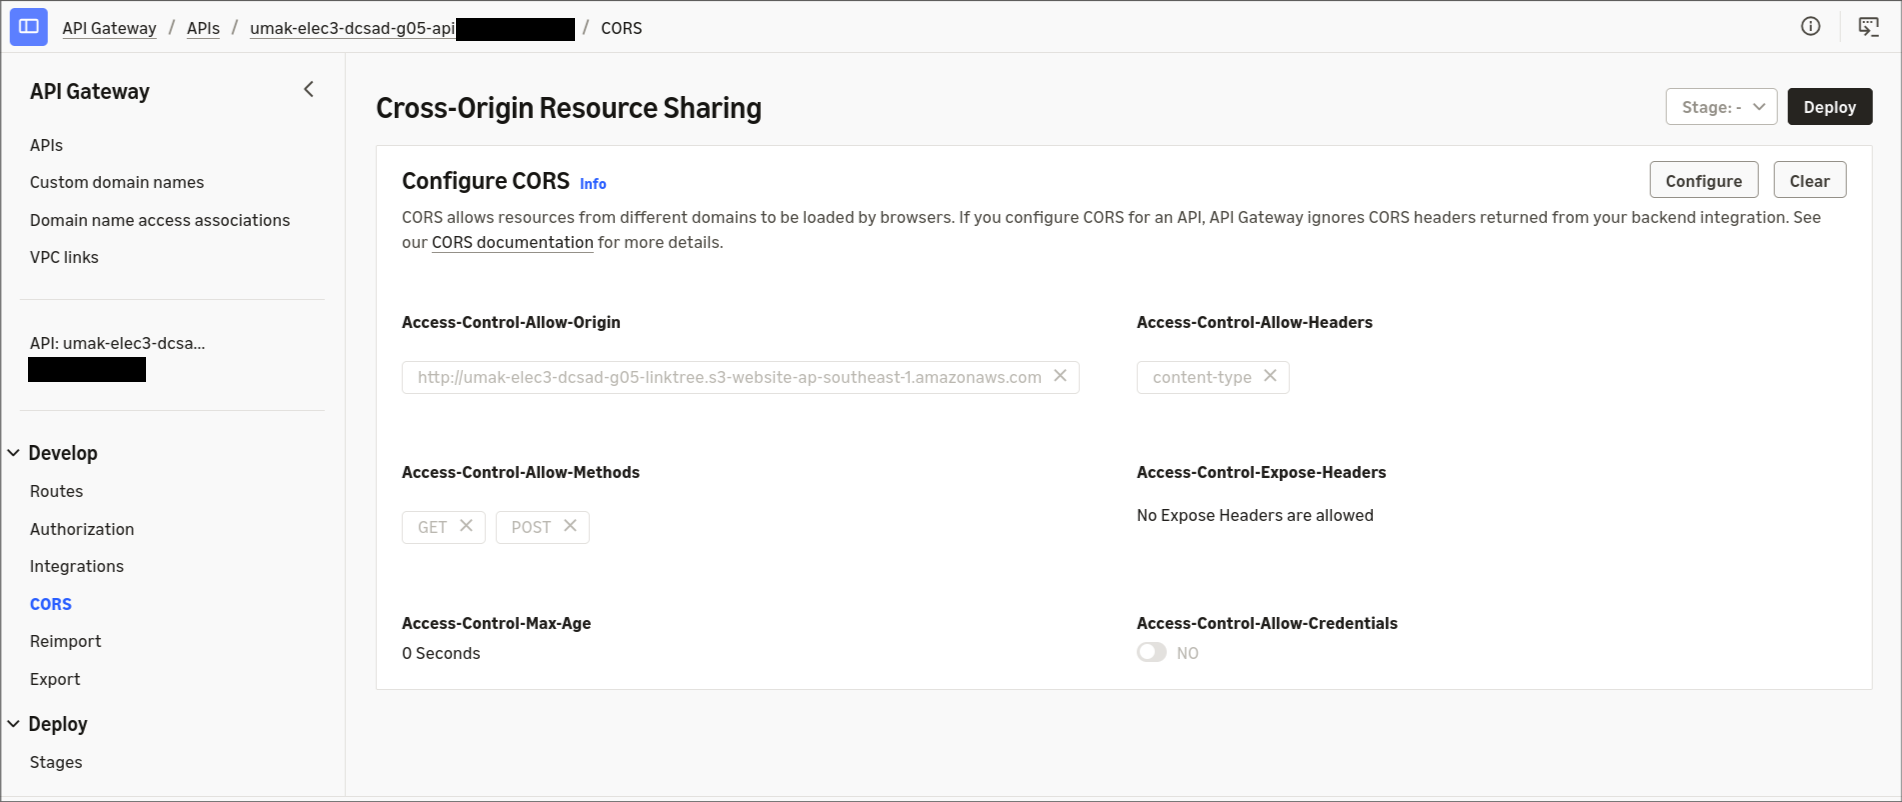 API Gateway / APIs / umak-elec3-dcsad-g05-api / CORS
API Gateway
APIs
Custom domain names
Domain name access associations
VPC links
API: umak-elec3-dcsa...
Develop
Routes
Authorization
Integrations
CORS
Reimport
Export
Deploy
Stages
Cross-Origin Resource Sharing
Stage: -
Deploy
Configure CORS Info
Configure
Clear
CORS allows resources from different domains to be loaded by browsers. If you configure CORS for an API, API Gateway ignores CORS headers returned from your backend integration. See
our CORS documentation for more details.
Access-Control-Allow-Origin
http://umak-elec3-dcsad-g05-linktree.s3-website-ap-southeast-1.amazonaws.com
Access-Control-Allow-Headers
content-type
Access-Control-Allow-Methods
GET
POST
Access-Control-Expose-Headers
No Expose Headers are allowed
Access-Control-Max-Age
0 Seconds
Access-Control-Allow-Credentials
NO